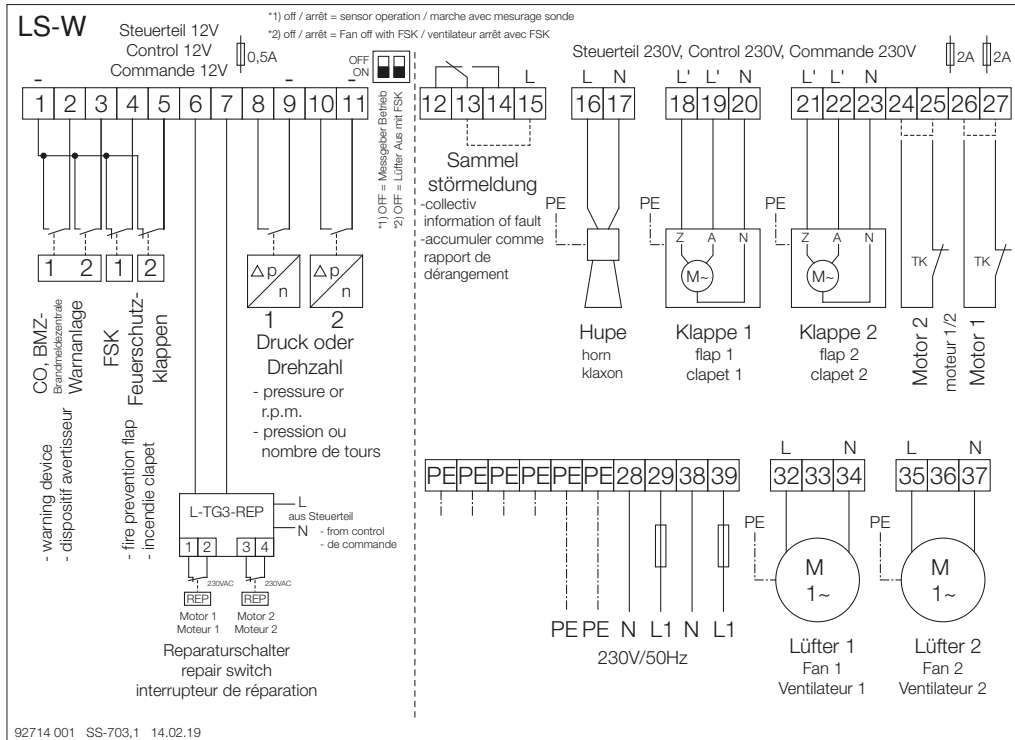 LS-W
Steuerteil 12V
Control 12V
Commande 12V
0,5A
*1) off / arrêt = sensor operation / marche avec mesurage sonde
*2) off / arrêt = Fan off with FSK / ventilateur arrêt avec FSK
OFF
ON
*1) OFF = Messgeber Betrieb
*2) OFF = Lüfter Aus mit FSK
– – –
1 2 3 4 5 6 7 8 9 10 11
1 2 1 2
CO, BMZ-
Brandmeldezentrale
Warnanlage
- warning device
- dispositif avertisseur
FSK
Feuerschutz-
klappen
- fire prevention flap
- incendie clapet
Δ p
n
Δ p
n
1 2
Druck oder
Drehzahl
- pressure or
r.p.m.
- pression ou
nombre de tours
L-TG3-REP
L
aus Steuerteil
N - from control
- de commande
1 2 3 4
230VAC 230VAC
REP REP
Motor 1 Motor 2
Moteur 1 Moteur 2
Reparaturschalter
repair switch
interrupteur de réparation
L
12 13 14 15
Sammel
störmeldung
-collectiv
information of fault
-accumuler comme
rapport de
dérangement
Steuerteil 230V, Control 230V, Commande 230V
2A 2A
L N
16 17
PE
Hupe
horn
klaxon
L' L' N
18 19 20
PE
Z A N
M~
Klappe 1
flap 1
clapet 1
L' L' N
21 22 23 24 25 26 27
PE
Z A N
M~
Klappe 2
flap 2
clapet 2
TK
TK
Motor 2
moteur 1/2
Motor 1
PE PE PE PE PE PE 28 29 38 39
PE PE N L1 N L1
230V/50Hz
L N
32 33 34
PE
M
1~
Lüfter 1
Fan 1
Ventilateur 1
L N
35 36 37
PE
M
1~
Lüfter 2
Fan 2
Ventilateur 2
92714 001 SS-703,1 14.02.19